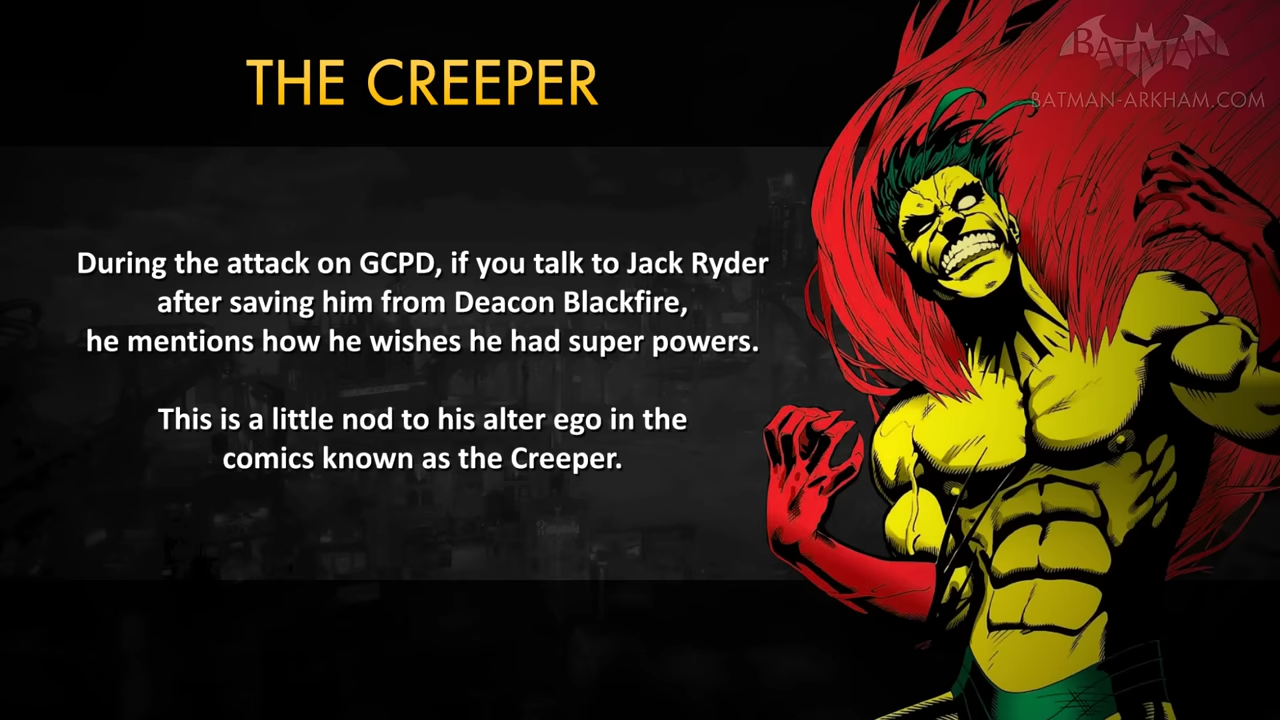 THE CREEPER
BATMAN
BATMAN-ARKHAM.COM
During the attack on GCPD, if you talk to Jack Ryder
after saving him from Deacon Blackfire,
he mentions how he wishes he had super powers.
This is a little nod to his alter ego in the
comics known as the Creeper.